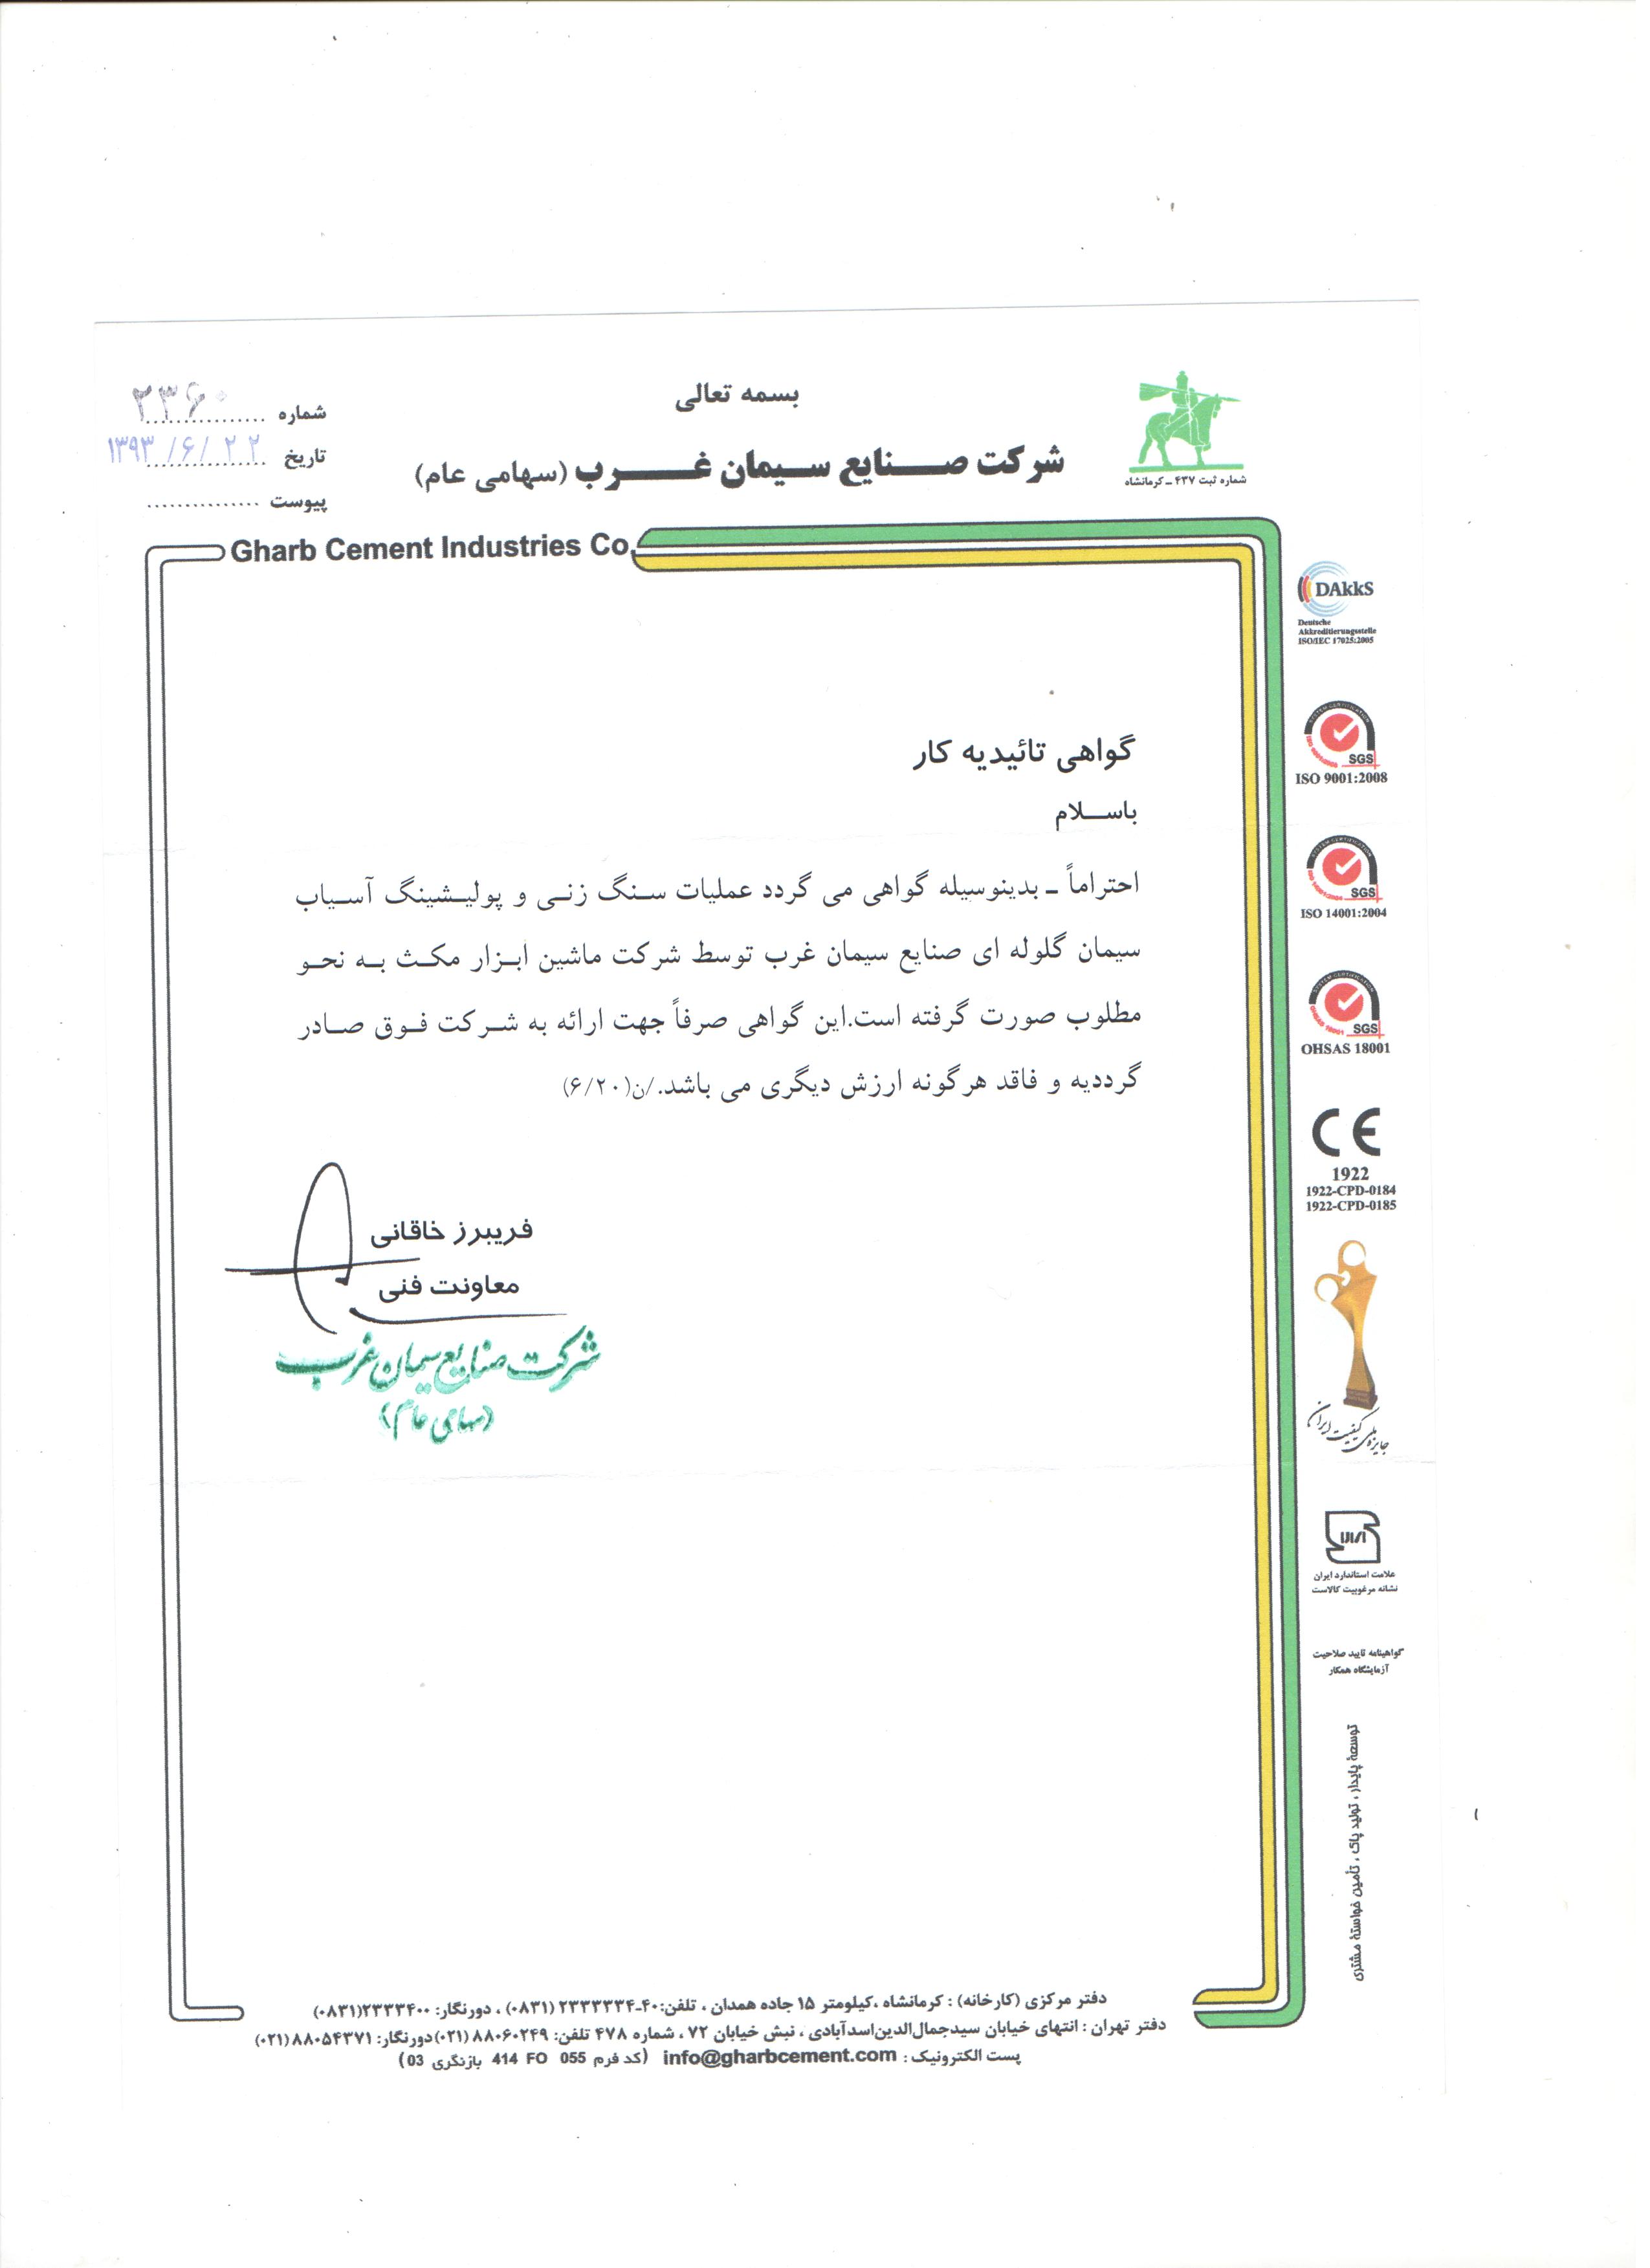 بسمه تعالی
شرکت صنایع سیمان غرب (سهامی عام)
شماره ۲۳۶۰
تاریخ ۱۳۹۳/۶/۲۲
پیوست ...............
شماره ثبت ۴۳۷ ـ کرمانشاه
Gharb Cement Industries Co.
گواهی تائیدیه کار
باسلام
احتراماً ـ بدینوسیله گواهی می گردد عملیات سنگ زنی و پولیشینگ آسیاب
سیمان گلوله ای صنایع سیمان غرب توسط شرکت ماشین ابزار مکث به نحو
مطلوب صورت گرفته است.این گواهی صرفاً جهت ارائه به شرکت فوق صادر
گرددیه و فاقد هرگونه ارزش دیگری می باشد./ن(۶/۲۰)
فریبرز خاقانی
معاونت فنی
شرکت صنایع سیمان غرب
(سهامی عام)
DAkkS
Deutsche
Akkreditierungsstelle
ISO/IEC 17025:2005
SGS
ISO 9001:2008
SGS
ISO 14001:2004
SGS
OHSAS 18001
CE
1922
1922-CPD-0184
1922-CPD-0185
جایزه ملی کیفیت ایران
علامت استاندارد ایران
نشانه مرغوبیت کالاست
گواهینامه تایید صلاحیت
آزمایشگاه همکار
توسعهٔ پایدار ، تولید پاک ، تأمین خواستهٔ مشتری
دفتر مرکزی (کارخانه) : کرمانشاه ،کیلومتر ۱۵ جاده همدان ، تلفن:۴۰-۲۳۳۳۳۳۴ (۰۸۳۱) ، دورنگار: ۲۳۳۳۴۰۰(۰۸۳۱)
دفتر تهران : انتهای خیابان سیدجمال‌الدین‌اسدآبادی ، نبش خیابان ۷۲ ، شماره ۴۷۸ تلفن: ۸۸۰۶۰۲۴۹ (۰۲۱) دورنگار: ۸۸۰۵۴۳۷۱(۰۲۱)
پست الکترونیک : info@gharbcement.com (کد فرم 055 FO 414 بازنگری 03)